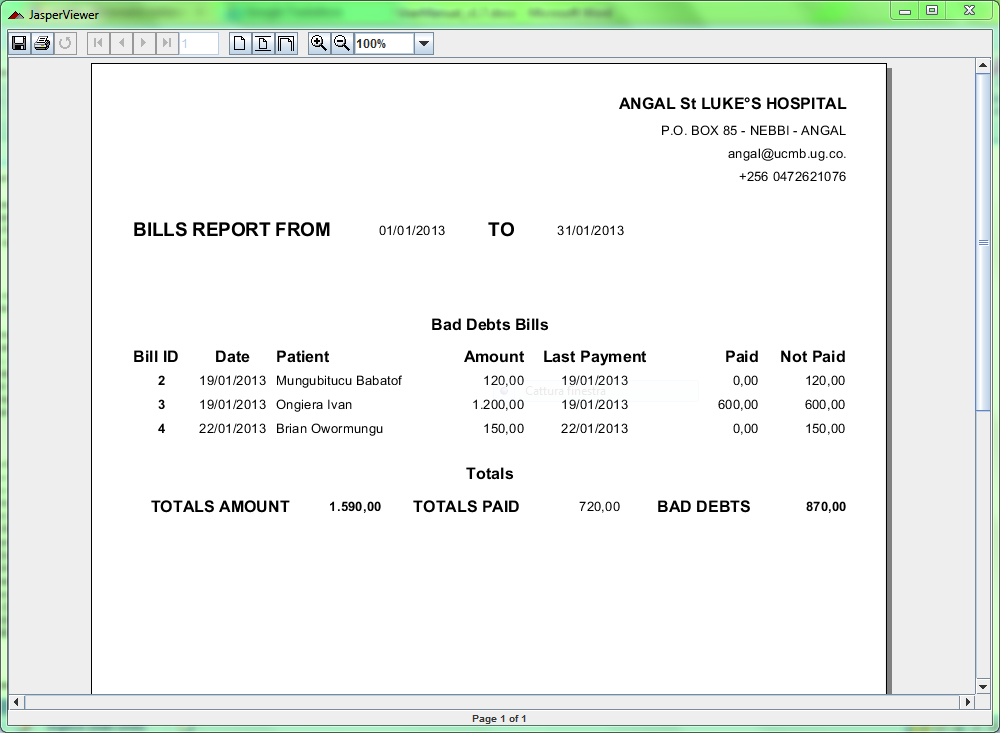 JasperViewer
1
100%
ANGAL St LUKE°S HOSPITAL
P.O. BOX 85 - NEBBI - ANGAL
angal@ucmb.ug.co.
+256 0472621076
BILLS REPORT FROM 01/01/2013 TO 31/01/2013
Bad Debts Bills
Bill ID Date Patient Amount Last Payment Paid Not Paid
2 19/01/2013 Mungubitucu Babatof 120,00 19/01/2013 0,00 120,00
Cattura finestra
3 19/01/2013 Ongiera Ivan 1.200,00 19/01/2013 600,00 600,00
4 22/01/2013 Brian Owormungu 150,00 22/01/2013 0,00 150,00
Totals
TOTALS AMOUNT 1.590,00 TOTALS PAID 720,00 BAD DEBTS 870,00
Page 1 of 1